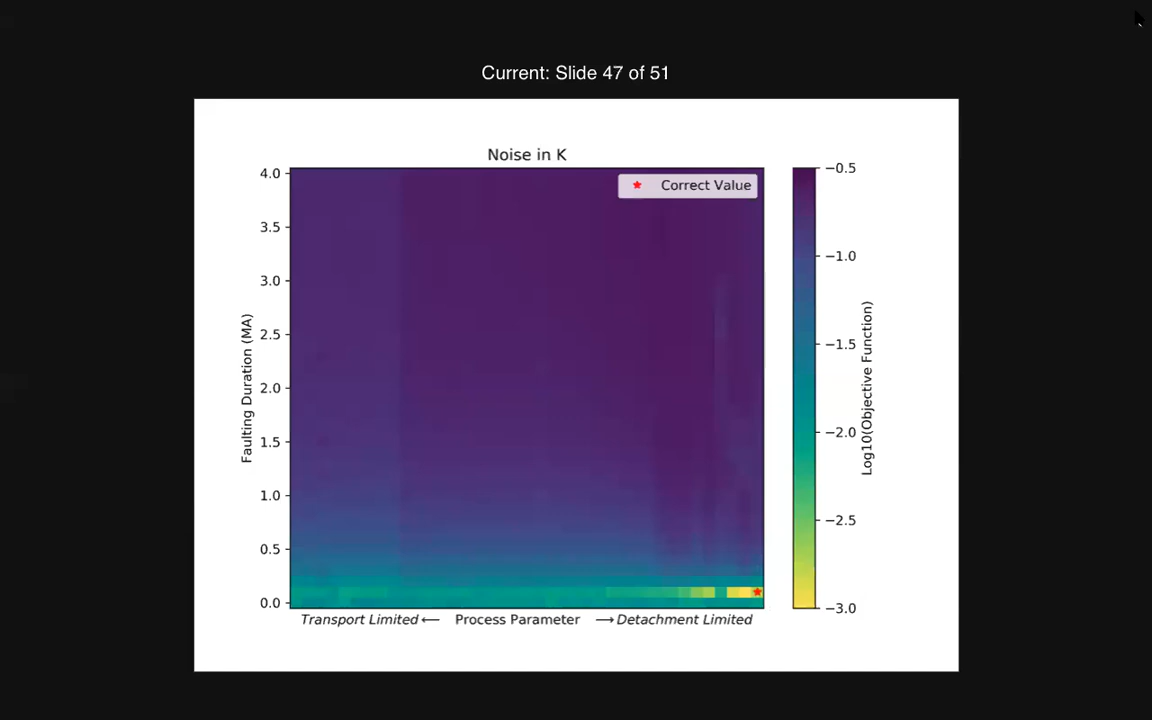 Current: Slide 47 of 51
Noise in K
Correct Value
4.0
3.5
3.0
2.5
2.0
1.5
1.0
0.5
0.0
Faulting Duration (MA)
Transport Limited ⟵ Process Parameter ⟶ Detachment Limited
−0.5
−1.0
−1.5
−2.0
−2.5
−3.0
Log10(Objective Function)